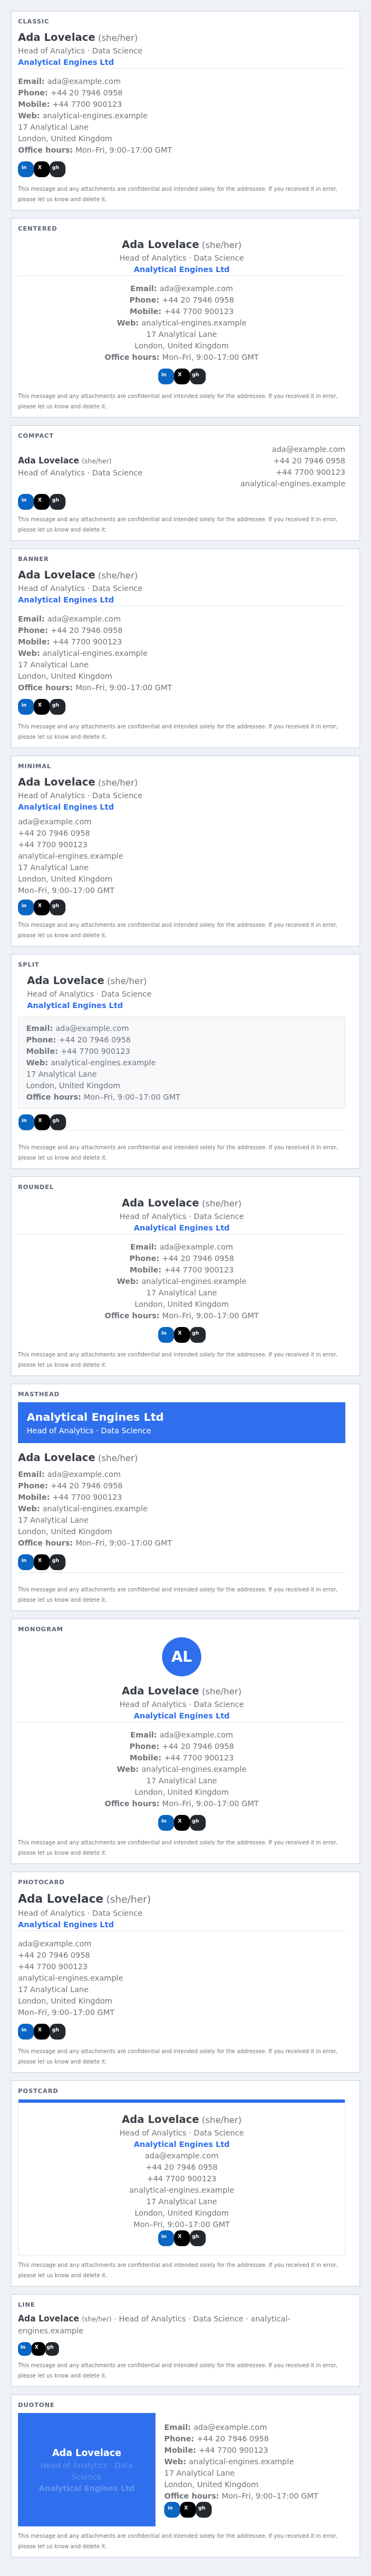 CLASSIC
Ada Lovelace (she/her)
Head of Analytics · Data Science
Analytical Engines Ltd
Email: ada@example.com
Phone: +44 20 7946 0958
Mobile: +44 7700 900123
Web: analytical-engines.example
17 Analytical Lane
London, United Kingdom
Office hours: Mon–Fri, 9:00–17:00 GMT
in X gh
This message and any attachments are confidential and intended solely for the addressee. If you received it in error,
please let us know and delete it.
CENTERED
Ada Lovelace (she/her)
Head of Analytics · Data Science
Analytical Engines Ltd
Email: ada@example.com
Phone: +44 20 7946 0958
Mobile: +44 7700 900123
Web: analytical-engines.example
17 Analytical Lane
London, United Kingdom
Office hours: Mon–Fri, 9:00–17:00 GMT
in X gh
This message and any attachments are confidential and intended solely for the addressee. If you received it in error,
please let us know and delete it.
COMPACT
Ada Lovelace (she/her)
Head of Analytics · Data Science
ada@example.com
+44 20 7946 0958
+44 7700 900123
analytical-engines.example
in X gh
This message and any attachments are confidential and intended solely for the addressee. If you received it in error,
please let us know and delete it.
BANNER
Ada Lovelace (she/her)
Head of Analytics · Data Science
Analytical Engines Ltd
Email: ada@example.com
Phone: +44 20 7946 0958
Mobile: +44 7700 900123
Web: analytical-engines.example
17 Analytical Lane
London, United Kingdom
Office hours: Mon–Fri, 9:00–17:00 GMT
in X gh
This message and any attachments are confidential and intended solely for the addressee. If you received it in error,
please let us know and delete it.
MINIMAL
Ada Lovelace (she/her)
Head of Analytics · Data Science
Analytical Engines Ltd
ada@example.com
+44 20 7946 0958
+44 7700 900123
analytical-engines.example
17 Analytical Lane
London, United Kingdom
Mon–Fri, 9:00–17:00 GMT
in X gh
This message and any attachments are confidential and intended solely for the addressee. If you received it in error,
please let us know and delete it.
SPLIT
Ada Lovelace (she/her)
Head of Analytics · Data Science
Analytical Engines Ltd
Email: ada@example.com
Phone: +44 20 7946 0958
Mobile: +44 7700 900123
Web: analytical-engines.example
17 Analytical Lane
London, United Kingdom
Office hours: Mon–Fri, 9:00–17:00 GMT
in X gh
This message and any attachments are confidential and intended solely for the addressee. If you received it in error,
please let us know and delete it.
ROUNDEL
Ada Lovelace (she/her)
Head of Analytics · Data Science
Analytical Engines Ltd
Email: ada@example.com
Phone: +44 20 7946 0958
Mobile: +44 7700 900123
Web: analytical-engines.example
17 Analytical Lane
London, United Kingdom
Office hours: Mon–Fri, 9:00–17:00 GMT
in X gh
This message and any attachments are confidential and intended solely for the addressee. If you received it in error,
please let us know and delete it.
MASTHEAD
Analytical Engines Ltd
Head of Analytics · Data Science
Ada Lovelace (she/her)
Email: ada@example.com
Phone: +44 20 7946 0958
Mobile: +44 7700 900123
Web: analytical-engines.example
17 Analytical Lane
London, United Kingdom
Office hours: Mon–Fri, 9:00–17:00 GMT
in X gh
This message and any attachments are confidential and intended solely for the addressee. If you received it in error,
please let us know and delete it.
MONOGRAM
AL
Ada Lovelace (she/her)
Head of Analytics · Data Science
Analytical Engines Ltd
Email: ada@example.com
Phone: +44 20 7946 0958
Mobile: +44 7700 900123
Web: analytical-engines.example
17 Analytical Lane
London, United Kingdom
Office hours: Mon–Fri, 9:00–17:00 GMT
in X gh
This message and any attachments are confidential and intended solely for the addressee. If you received it in error,
please let us know and delete it.
PHOTOCARD
Ada Lovelace (she/her)
Head of Analytics · Data Science
Analytical Engines Ltd
ada@example.com
+44 20 7946 0958
+44 7700 900123
analytical-engines.example
17 Analytical Lane
London, United Kingdom
Mon–Fri, 9:00–17:00 GMT
in X gh
This message and any attachments are confidential and intended solely for the addressee. If you received it in error,
please let us know and delete it.
POSTCARD
Ada Lovelace (she/her)
Head of Analytics · Data Science
Analytical Engines Ltd
ada@example.com
+44 20 7946 0958
+44 7700 900123
analytical-engines.example
17 Analytical Lane
London, United Kingdom
Mon–Fri, 9:00–17:00 GMT
in X gh
This message and any attachments are confidential and intended solely for the addressee. If you received it in error,
please let us know and delete it.
LINE
Ada Lovelace (she/her) · Head of Analytics · Data Science · analytical-
engines.example
in X gh
This message and any attachments are confidential and intended solely for the addressee. If you received it in error,
please let us know and delete it.
DUOTONE
Ada Lovelace
Head of Analytics · Data
Science
Analytical Engines Ltd
Email: ada@example.com
Phone: +44 20 7946 0958
Mobile: +44 7700 900123
Web: analytical-engines.example
17 Analytical Lane
London, United Kingdom
Office hours: Mon–Fri, 9:00–17:00 GMT
in X gh
This message and any attachments are confidential and intended solely for the addressee. If you received it in error,
please let us know and delete it.